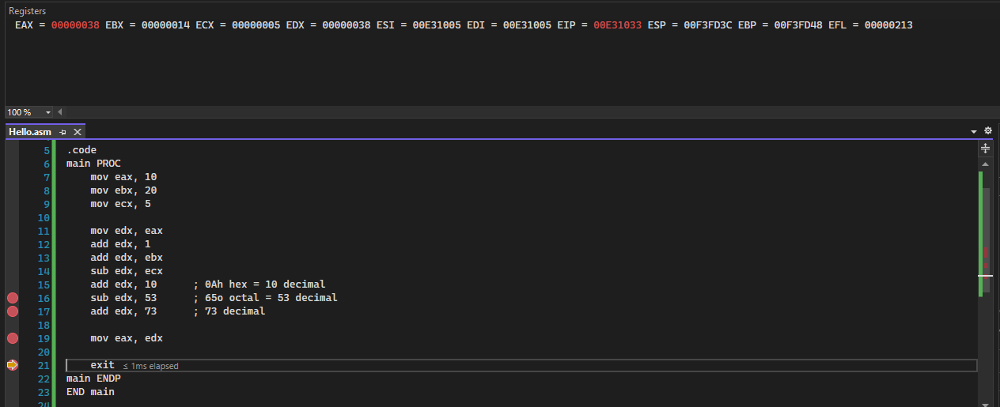 Registers
EAX = 00000038 EBX = 00000014 ECX = 00000005 EDX = 00000038 ESI = 00E31005 EDI = 00E31005 EIP = 00E31033 ESP = 00F3FD3C EBP = 00F3FD48 EFL = 00000213
100 %
Hello.asm
5 .code
6 main PROC
7     mov eax, 10
8     mov ebx, 20
9     mov ecx, 5
10
11     mov edx, eax
12     add edx, 1
13     add edx, ebx
14     sub edx, ecx
15     add edx, 10      ; 0Ah hex = 10 decimal
16     sub edx, 53      ; 65o octal = 53 decimal
17     add edx, 73      ; 73 decimal
18
19     mov eax, edx
20
21     exit ≤ 1ms elapsed
22 main ENDP
23 END main
24